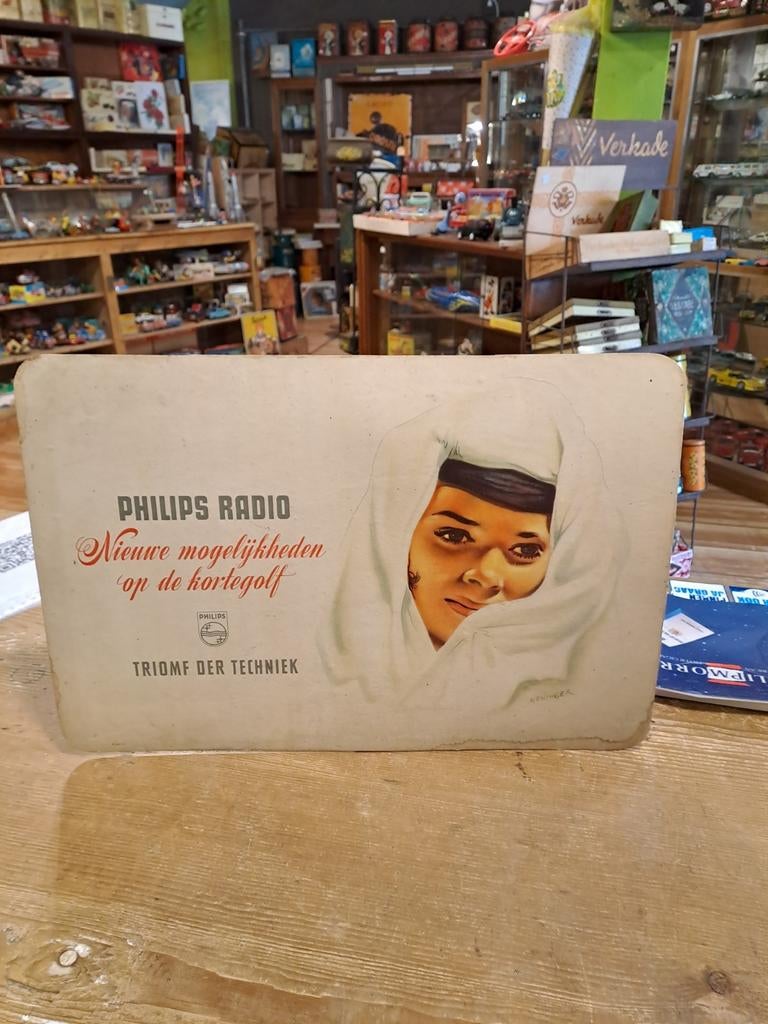 Verkade
Verkade
PHILIPS RADIO
Nieuwe mogelijkheden
op de kortegolf
PHILIPS
TRIOMF DER TECHNIEK